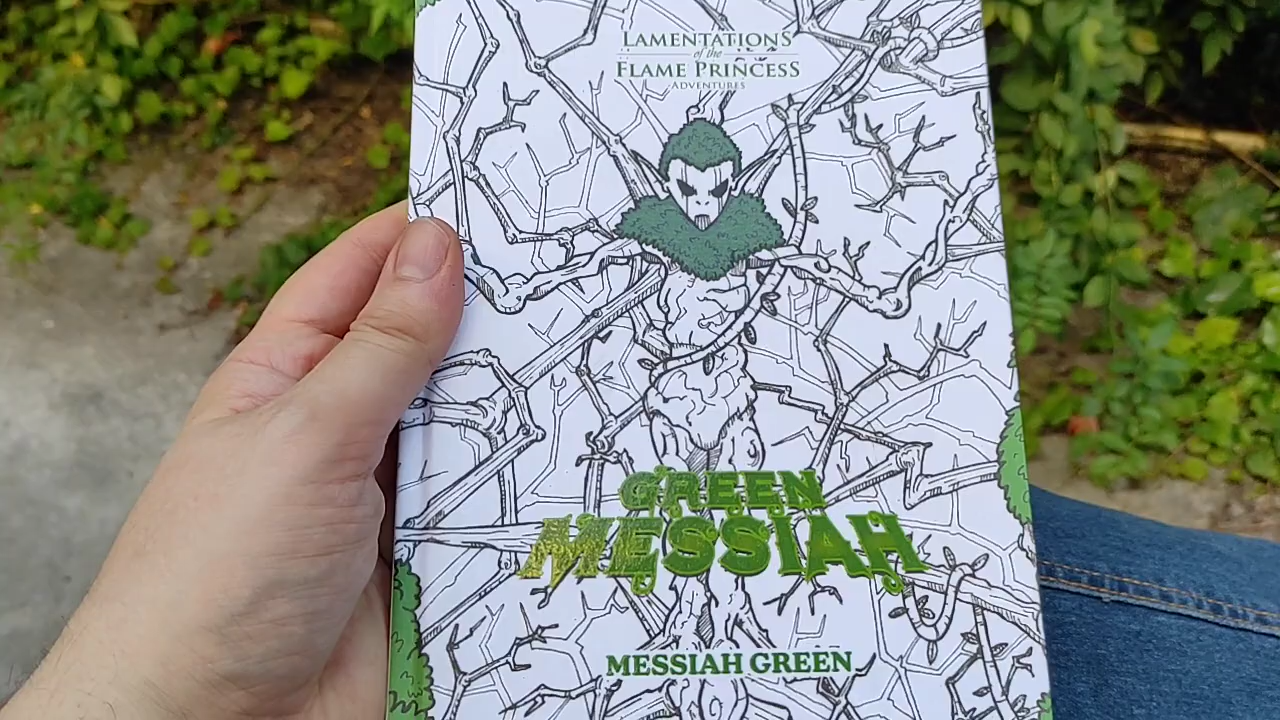 LAMENTATIONS
of the
FLAME PRINCESS
ADVENTURES
GREEN
MESSIAH
MESSIAH GREEN